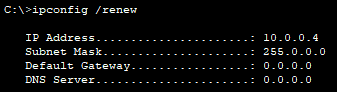 C:\>ipconfig /renew
IP Address......................: 10.0.0.4
Subnet Mask.....................: 255.0.0.0
Default Gateway.................: 0.0.0.0
DNS Server......................: 0.0.0.0